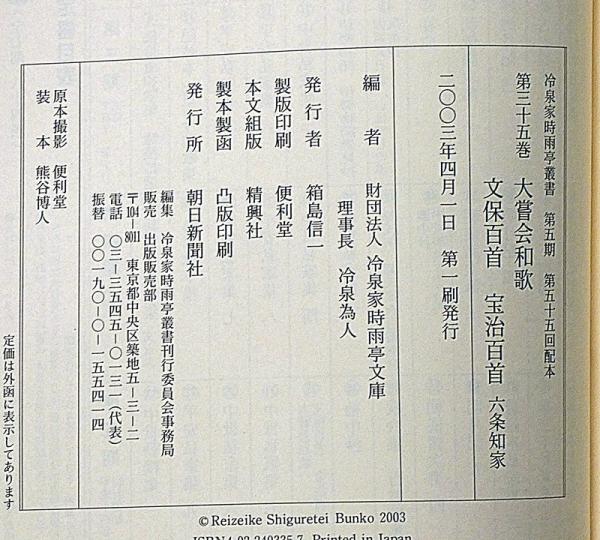 冷泉家時雨亭叢書　第五期　第五十五回配本
第三十五巻　大嘗会和歌
文保百首　宝治百首　六条知家
二〇〇三年四月一日　第一刷発行
編者　財団法人　冷泉家時雨亭文庫
理事長　冷泉為人
発行者　箱島信一
製版印刷　便利堂
本文組版　精興社
製本製函　凸版印刷
発行所　朝日新聞社
編集　冷泉家時雨亭叢書刊行委員会事務局
販売　出版販売部
〒104-8011　東京都中央区築地五-三-二
電話　〇三-三五四五-〇一三一(代表)
振替　〇〇一九〇-〇-一五五四一四
原本撮影　便利堂
装本　熊谷博人
定価は外函に表示してあります
©Reizeike Shiguretei Bunko 2003
ISBN4-02-240335-7 Printed in Japan